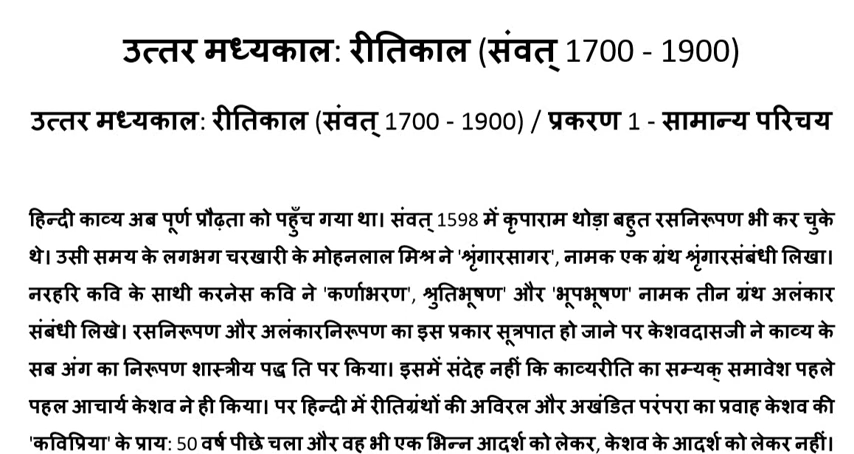 उत्तर मध्यकाल: रीतिकाल (संवत् 1700 - 1900)
उत्तर मध्यकाल: रीतिकाल (संवत् 1700 - 1900) / प्रकरण 1 - सामान्य परिचय
हिन्दी काव्य अब पूर्ण प्रौढ़ता को पहुँच गया था। संवत् 1598 में कृपाराम थोड़ा बहुत रसनिरूपण भी कर चुके
थे। उसी समय के लगभग चरखारी के मोहनलाल मिश्र ने 'श्रृंगारसागर', नामक एक ग्रंथ श्रृंगारसंबंधी लिखा।
नरहरि कवि के साथी करनेस कवि ने 'कर्णाभरण', श्रुतिभूषण' और 'भूपभूषण' नामक तीन ग्रंथ अलंकार
संबंधी लिखे। रसनिरूपण और अलंकारनिरूपण का इस प्रकार सूत्रपात हो जाने पर केशवदासजी ने काव्य के
सब अंग का निरूपण शास्त्रीय पद्ध ति पर किया। इसमें संदेह नहीं कि काव्यरीति का सम्यक् समावेश पहले
पहल आचार्य केशव ने ही किया। पर हिन्दी में रीतिग्रंथों की अविरल और अखंडित परंपरा का प्रवाह केशव की
'कविप्रिया' के प्राय: 50 वर्ष पीछे चला और वह भी एक भिन्न आदर्श को लेकर, केशव के आदर्श को लेकर नहीं।